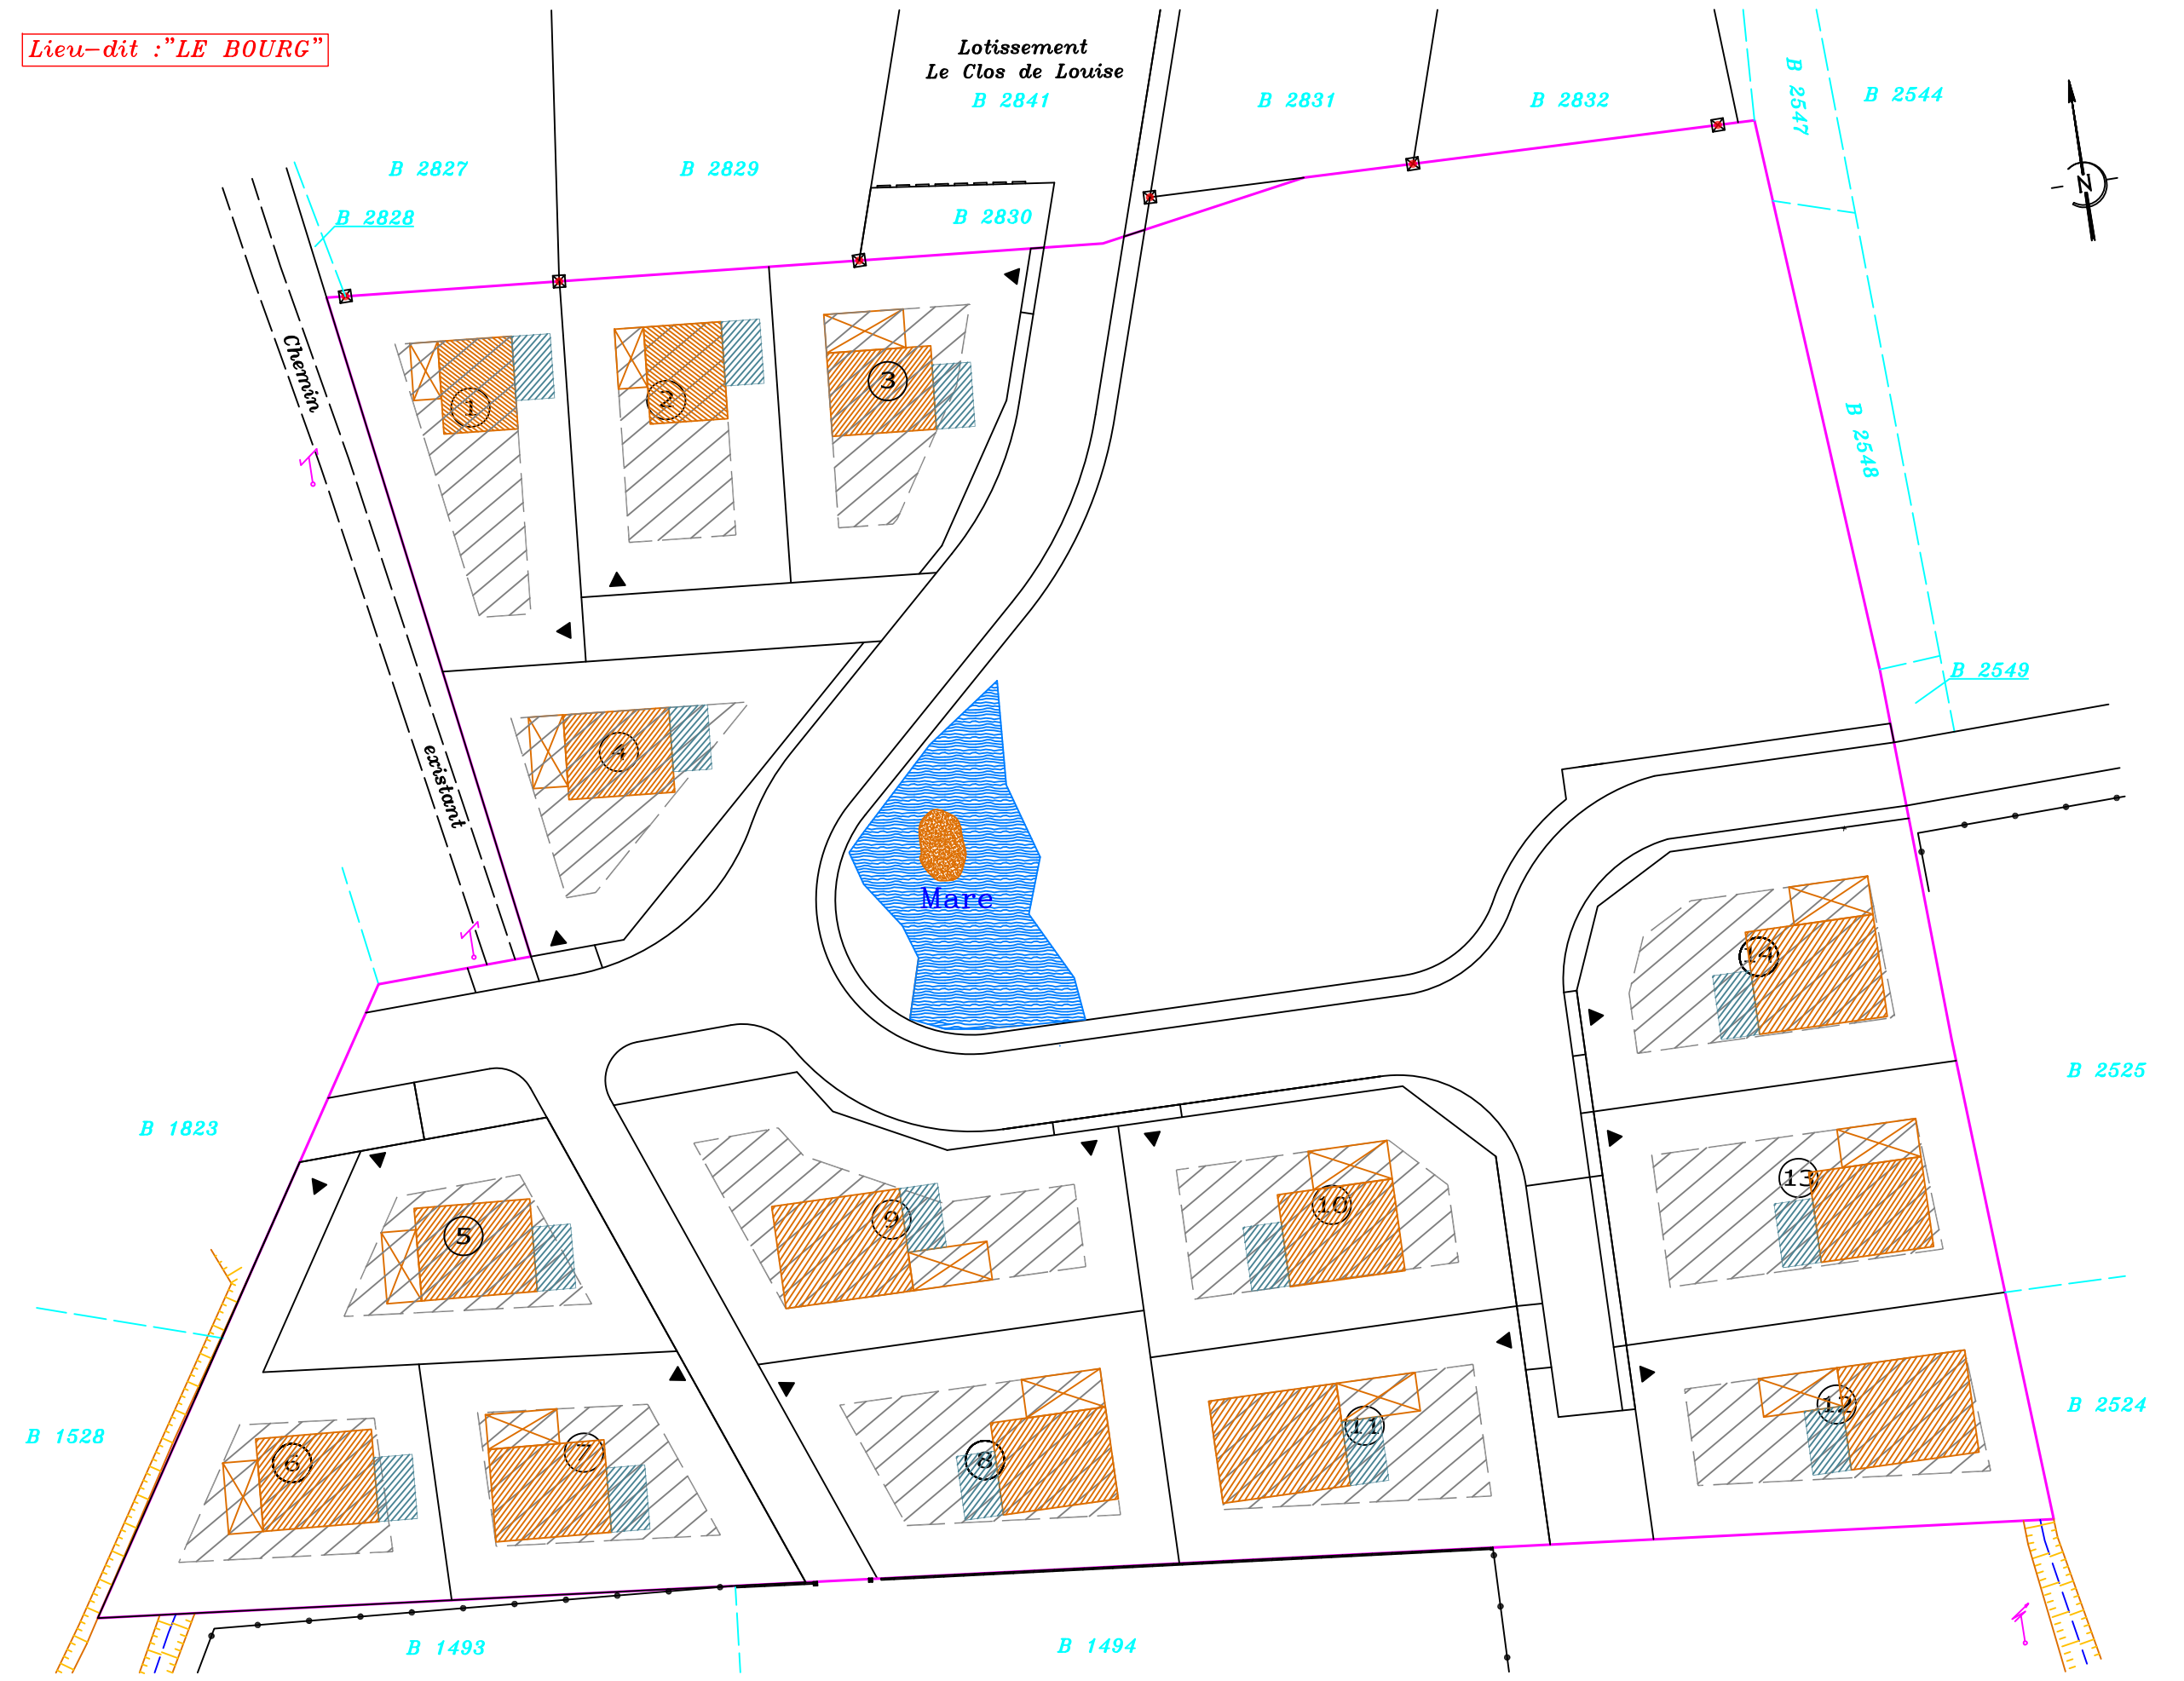 Lieu-dit :"LE BOURG"
Lotissement
Le Clos de Louise
B 2841
B 2831
B 2832
B 2547
B 2544
B 2827
B 2829
B 2828
B 2830
N
Chemin
existant
1
2
3
B 2548
B 2549
4
Mare
14
B 1823
B 2525
5
9
10
13
B 1528
6
7
8
11
12
B 2524
B 1493
B 1494